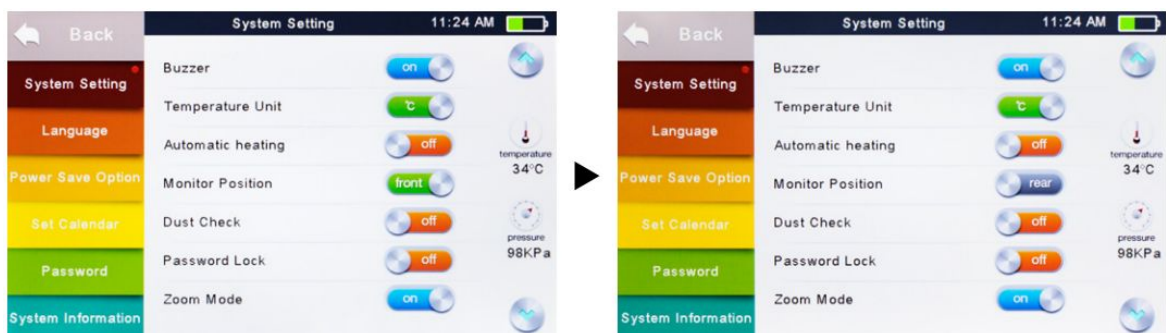 Back
System Setting 11:24 AM
System Setting
Language
Power Save Option
Set Calendar
Password
System Information
Buzzer on
Temperature Unit °C
Automatic heating off
Monitor Position front
Dust Check off
Password Lock off
Zoom Mode on
temperature
34°C
pressure
98KPa
Back
System Setting 11:24 AM
System Setting
Language
Power Save Option
Set Calendar
Password
System Information
Buzzer on
Temperature Unit °C
Automatic heating off
Monitor Position rear
Dust Check off
Password Lock off
Zoom Mode on
temperature
34°C
pressure
98KPa